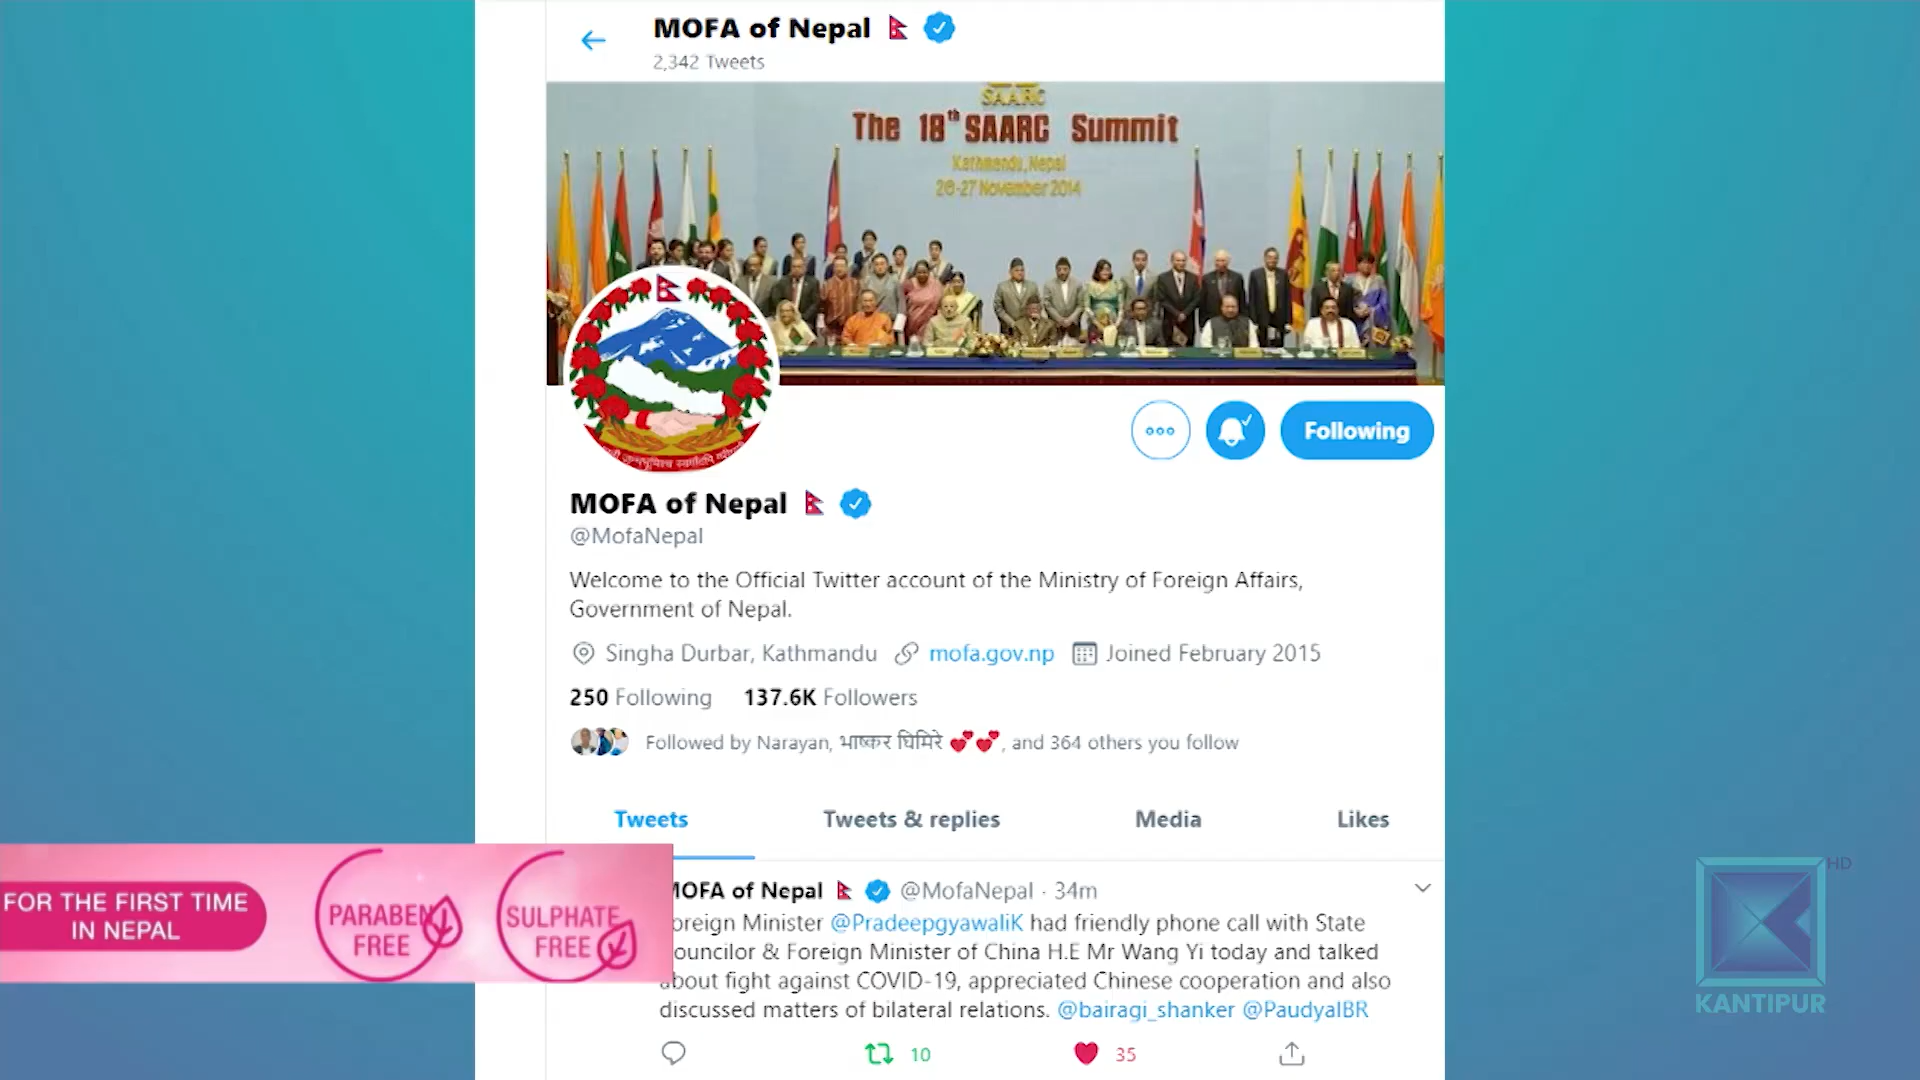 MOFA of Nepal
2,342 Tweets
SAARC
The 18th SAARC Summit
Kathmandu, Nepal
26-27 November 2014
Following
MOFA of Nepal
@MofaNepal
Welcome to the Official Twitter account of the Ministry of Foreign Affairs,
Government of Nepal.
Singha Durbar, Kathmandu mofa.gov.np Joined February 2015
250 Following 137.6K Followers
Followed by Narayan, भाष्कर घिमिरे 💕💕, and 364 others you follow
Tweets Tweets & replies Media Likes
MOFA of Nepal @MofaNepal · 34m
oreign Minister @PradeepgyawaliK had friendly phone call with State
ouncilor & Foreign Minister of China H.E Mr Wang Yi today and talked
about fight against COVID-19, appreciated Chinese cooperation and also
discussed matters of bilateral relations. @bairagi_shanker @PaudyalBR
10 35
FOR THE FIRST TIME
IN NEPAL
PARABEN
FREE
SULPHATE
FREE
HD
KANTIPUR